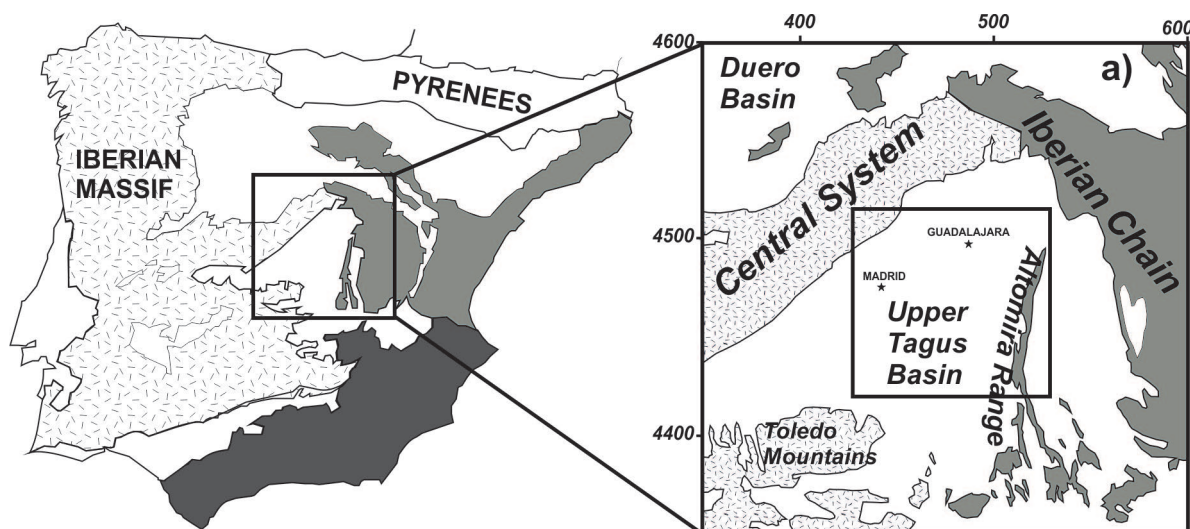 PYRENEES
IBERIAN
MASSIF
400
500
600
4600
4500
4400
a)
Duero
Basin
Central System
Iberian Chain
GUADALAJARA
MADRID
Upper
Tagus
Basin
Altomira Range
Toledo
Mountains